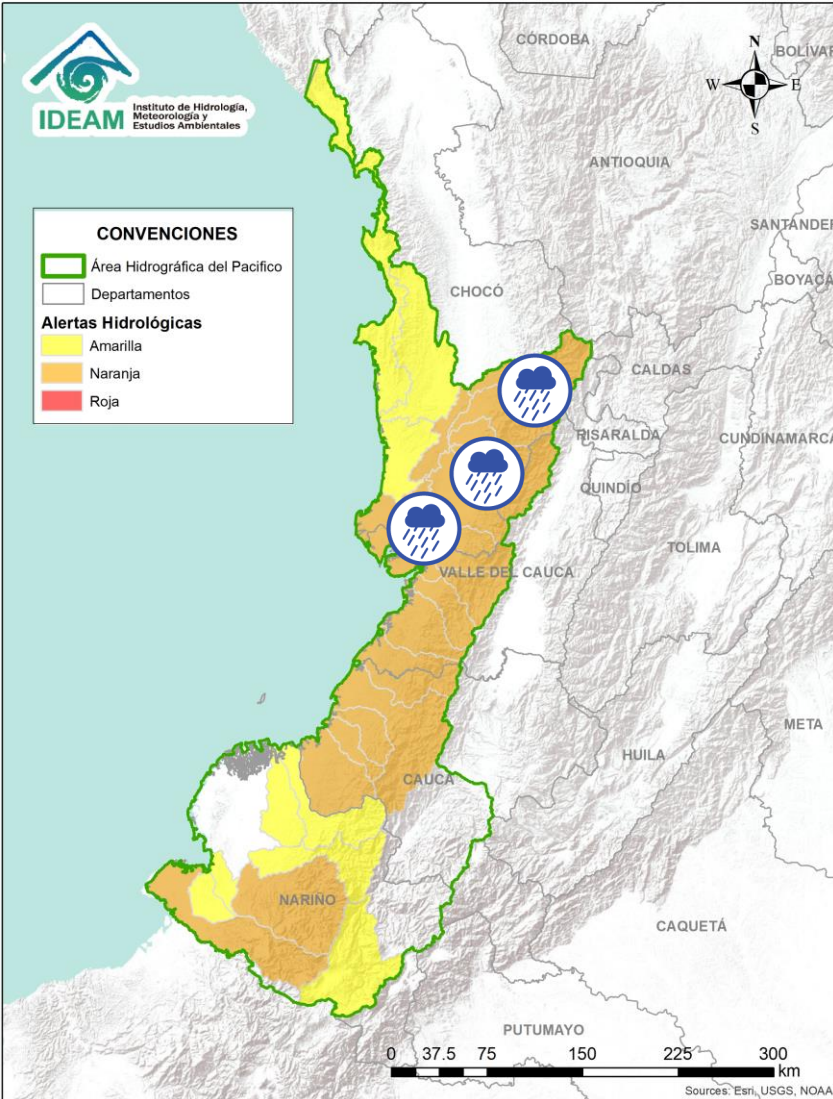 IDEAM
Instituto de Hidrología,
Meteorología y
Estudios Ambientales
CÓRDOBA
BOLÍVAR
N
W
E
S
ANTIOQUIA
SANTANDER
BOYACÁ
CONVENCIONES
Área Hidrográfica del Pacifico
Departamentos
Alertas Hidrológicas
Amarilla
Naranja
Roja
CHOCÓ
CALDAS
RISARALDA
CUNDINAMARCA
QUINDÍO
TOLIMA
VALLE DEL CAUCA
META
HUILA
CAUCA
NARIÑO
CAQUETÁ
PUTUMAYO
0 37.5 75 150 225 300
km
Sources: Esri, USGS, NOAA